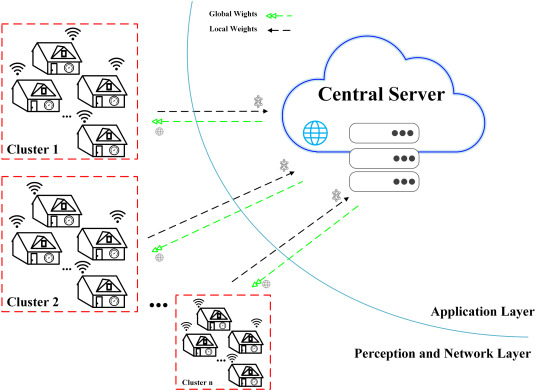 Global Wights
Local Weights
Central Server
...
Cluster 1
...
Cluster 2
...
...
Cluster n
Application Layer
Perception and Network Layer